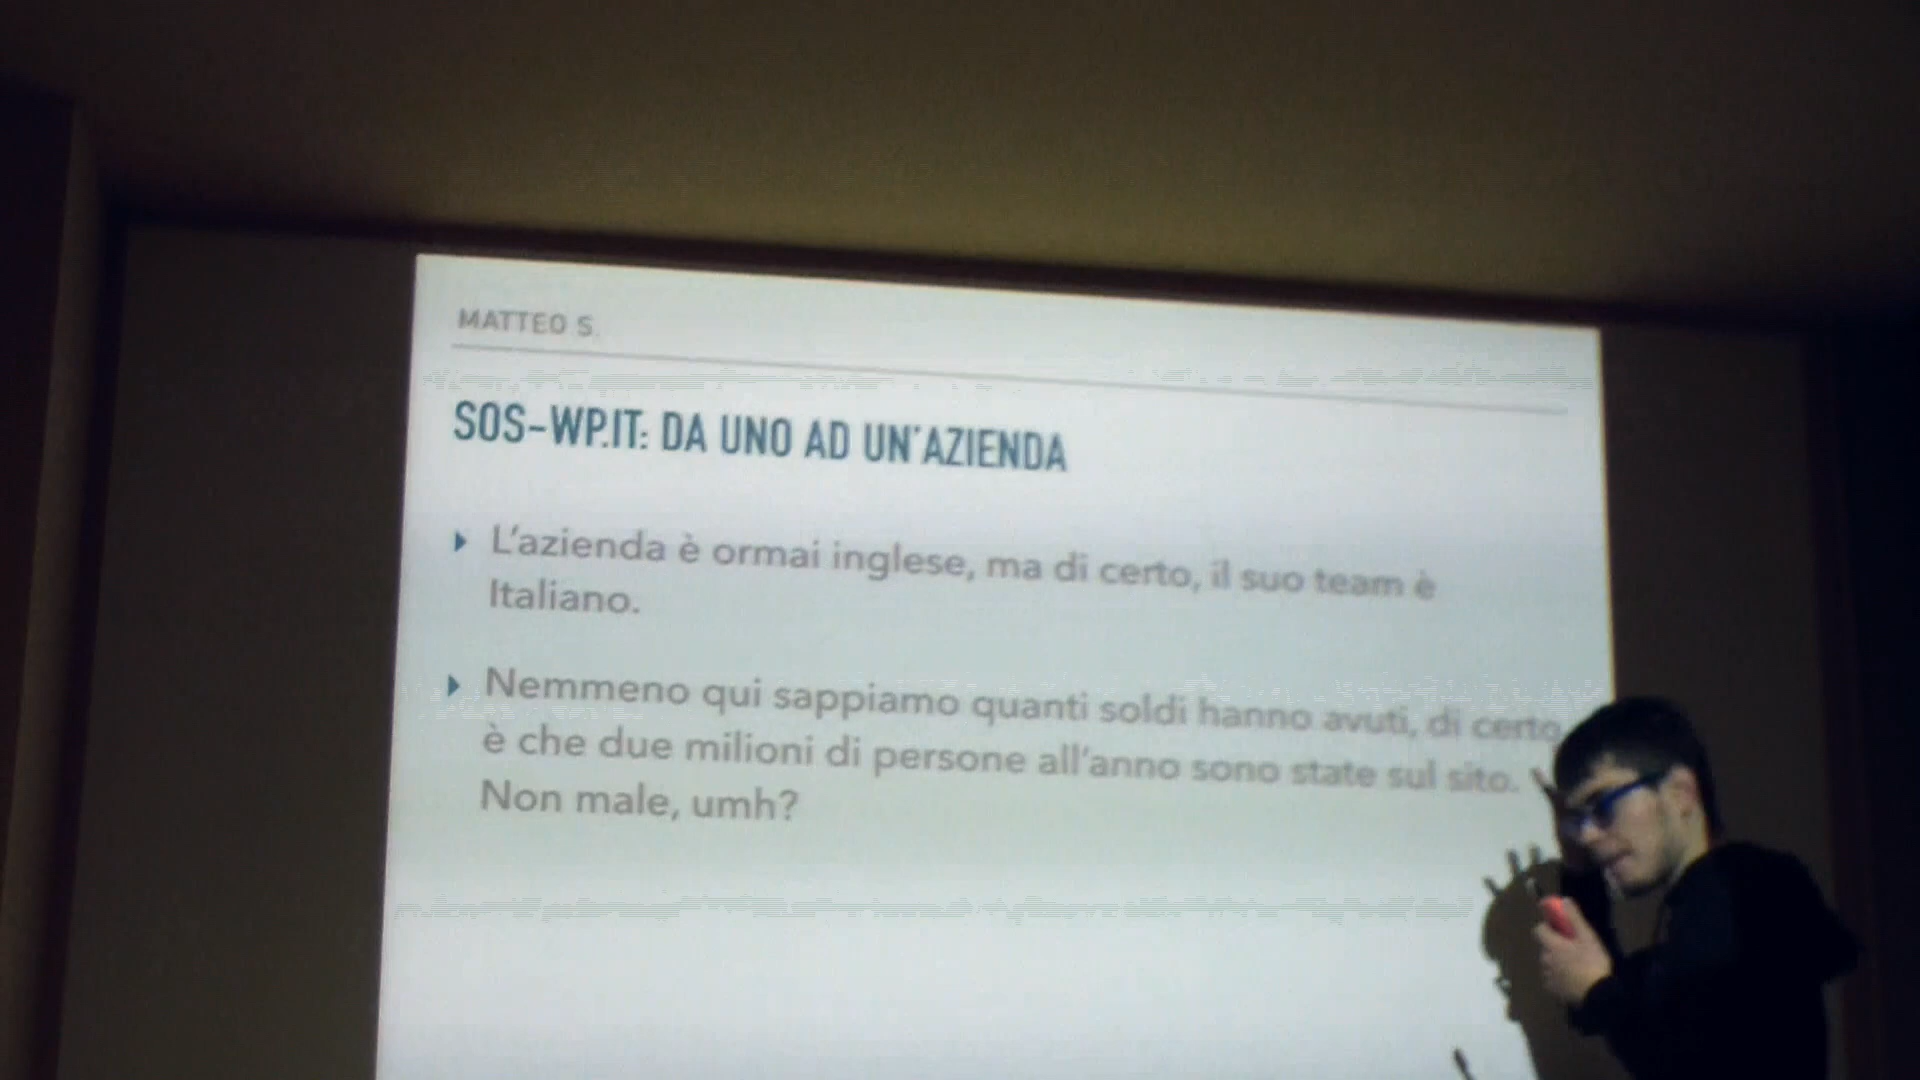 MATTEO S.
SOS-WP.IT: DA UNO AD UN'AZIENDA
L'azienda è ormai inglese, ma di certo, il suo team è
Italiano.
Nemmeno qui sappiamo quanti soldi hanno avuti, di certo
è che due milioni di persone all'anno sono state sul sito.
Non male, umh?